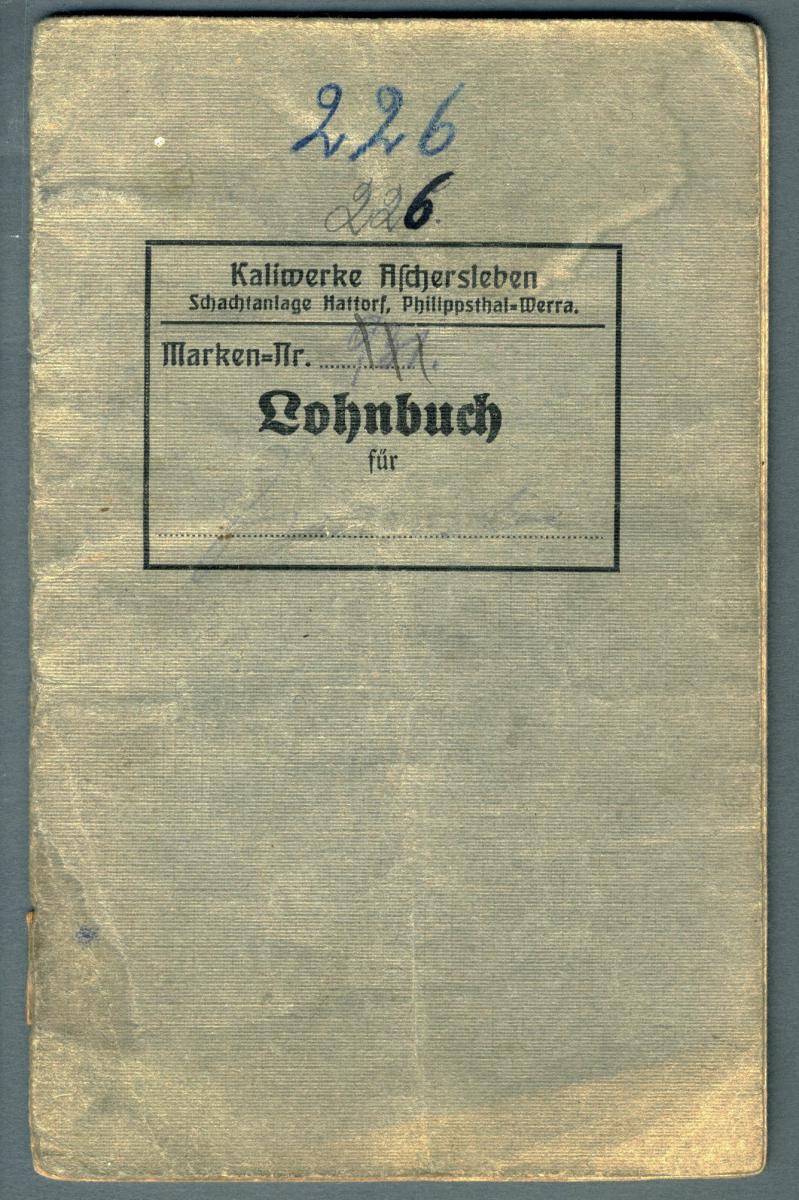 226
226.
Kaliwerke Aschersleben
Schachtanlage Hattorf, Philippsthal=Werra.
Marken=Nr.
Lohnbuch
für